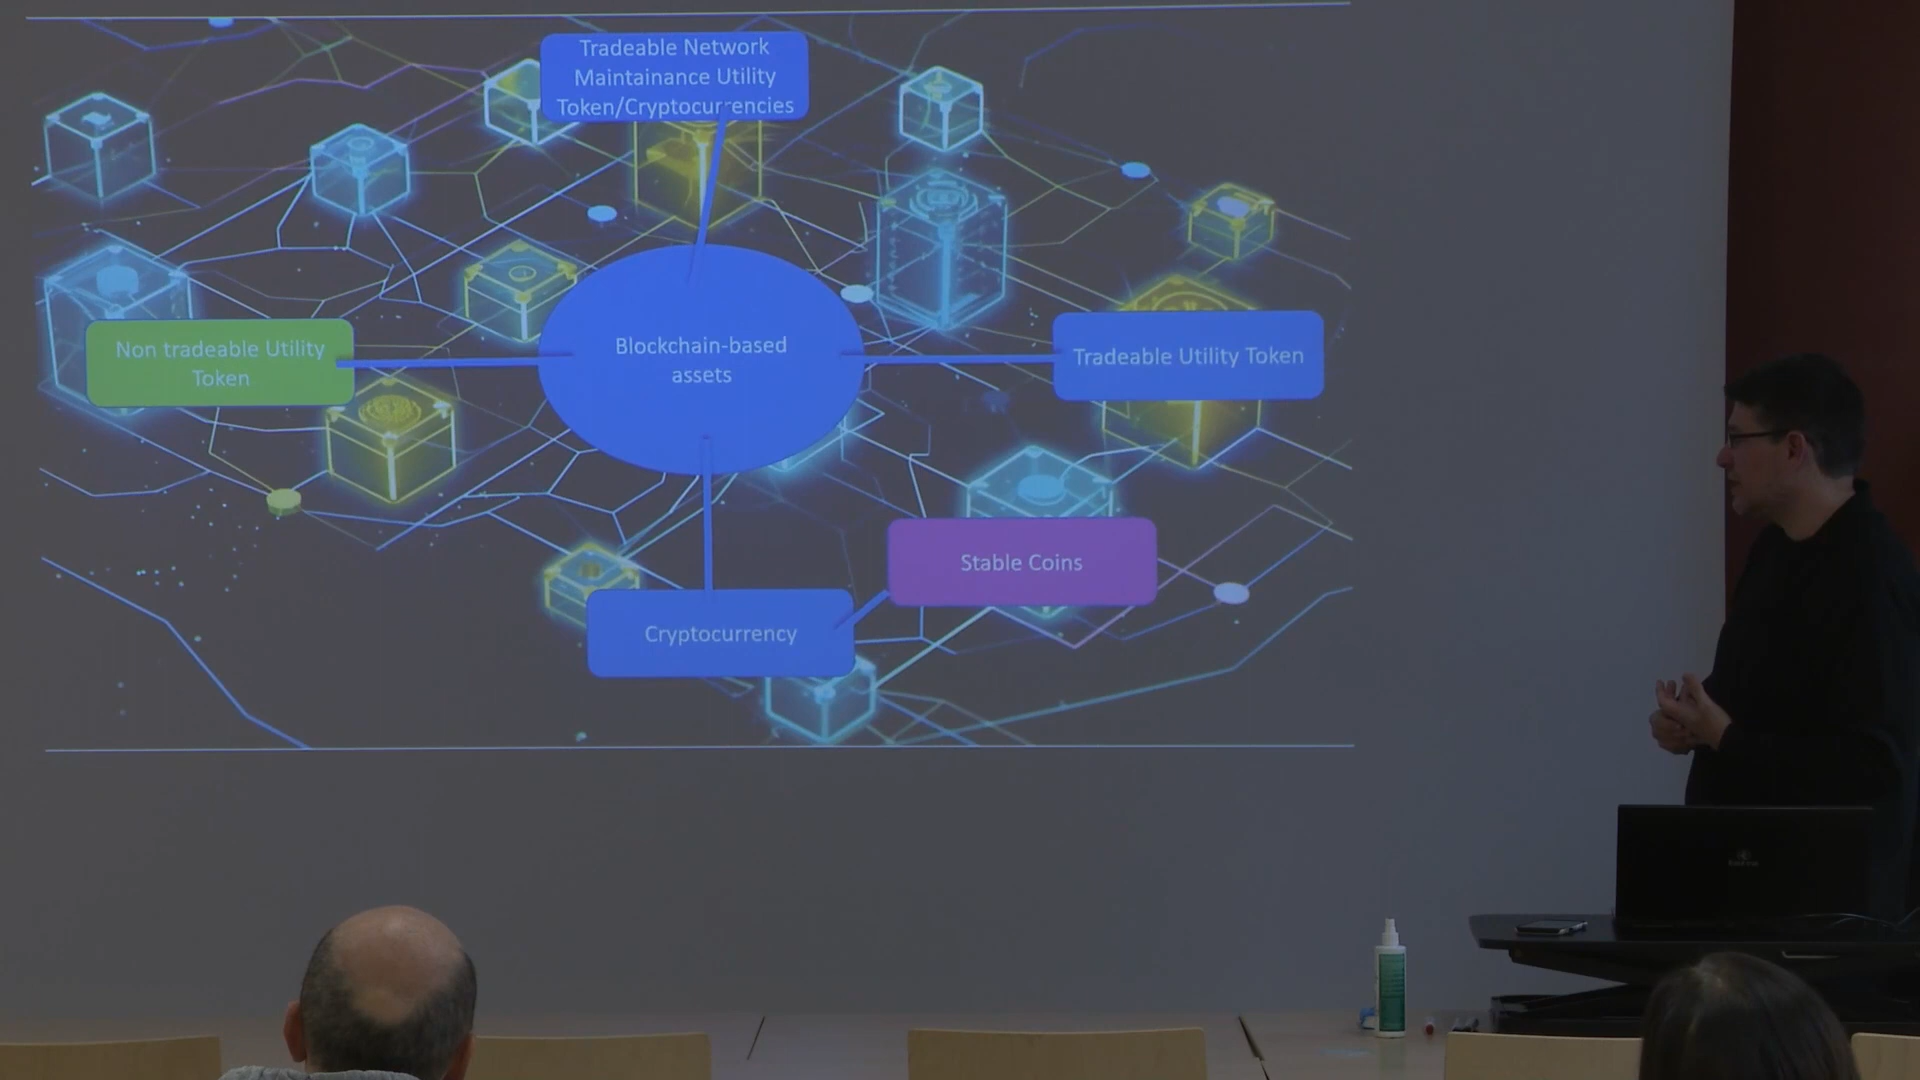 Tradeable Network
Maintainance Utility
Token/Cryptocurrencies
Non tradeable Utility
Token
Blockchain-based
assets
Tradeable Utility Token
Stable Coins
Cryptocurrency